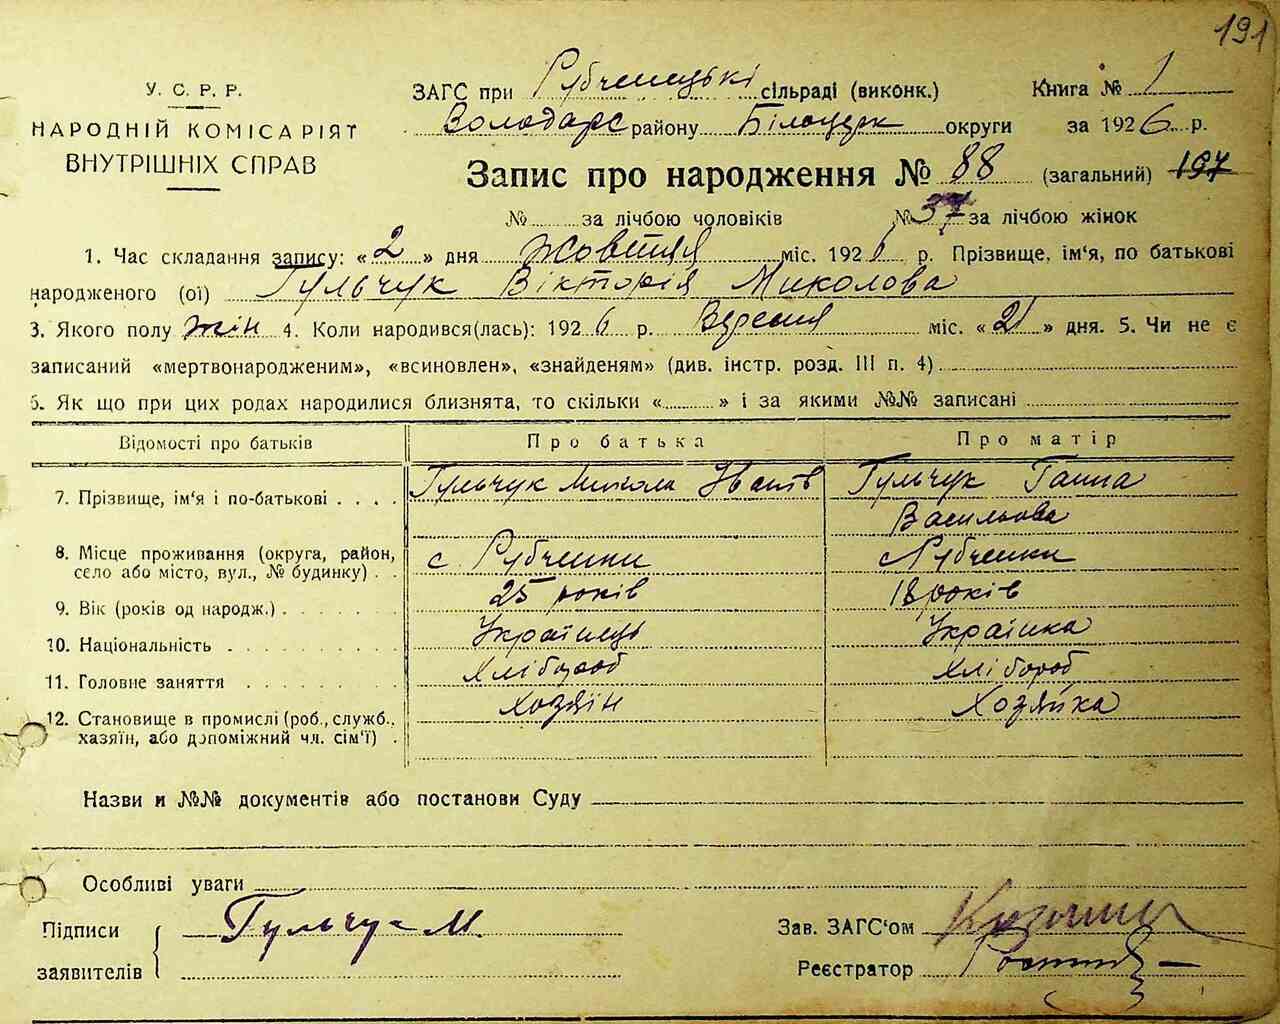 191
У. С. Р. Р.
НАРОДНІЙ КОМІСАРІЯТ
ВНУТРІШНІХ СПРАВ
ЗАГС при Рубченецькі сільраді (виконк.) Книга № 1
Володарс району Білоцерк округи за 1926 р.
Запис про народження № 88 (загальний) 197
№ за лічбою чоловіків № 37 за лічбою жінок
1. Час складання запису: «2» дня жовтня міс. 1926 р. Прізвище, ім'я, по батькові
народженого (ої) Гульчук Вікторія Миколова
3. Якого полу жін 4. Коли народився(лась): 1926 р. Вересня міс. «21» дня. 5. Чи не є
записаний «мертвонародженим», «всиновлен», «знайденям» (див. інстр. розд. III п. 4)
6. Як що при цих родах народилися близнята, то скільки « » і за якими №№ записані
Відомості про батьків Про батька Про матір
7. Прізвище, ім'я і по-батькові . . . . Гульчук Микола Іванів Гульчук Ганна
Васильова
8. Місце проживання (округа, район, с. Рубченки с Рубченки
село або місто, вул., № будинку) . .
9. Вік (років од народж.) . . . . . . . 25 років 18 років
10. Національність . . . . . . . . . . Українець Українка
11. Головне заняття . . . . . . . . . Хлібороб Хлібороб
12. Становище в промислі (роб., служб., Хозяїн Хозяйка
хазяїн, або допоміжний чл. сім'ї) .
Назви и №№ документів або постанови Суду
Особливі уваги
Підписи Гульчук М. Зав. ЗАГС'ом
заявителів Реєстратор